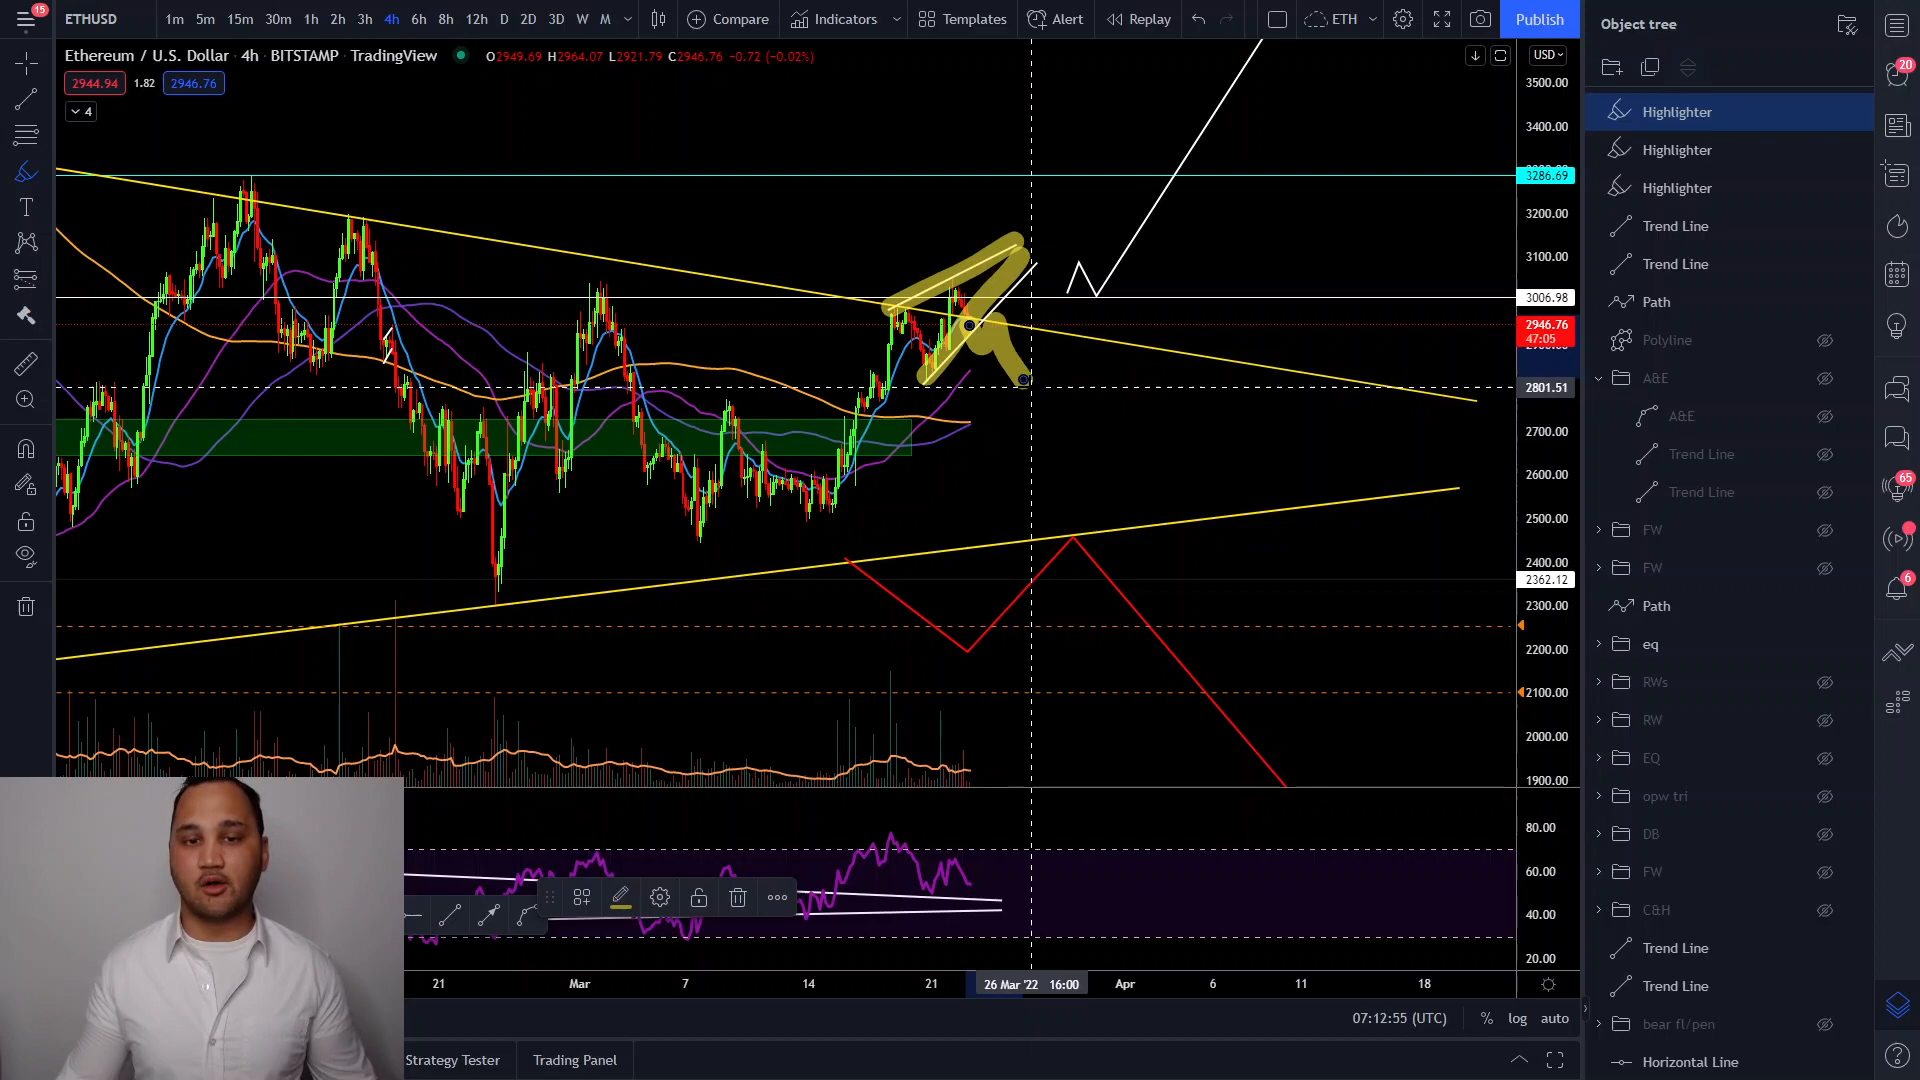 15
ETHUSD
1m 5m 15m 30m 1h 2h 3h 4h 6h 8h 12h D 2D 3D W M
Compare
Indicators
Templates
Alert
Replay
ETH
Publish
Ethereum / U.S. Dollar · 4h · BITSTAMP · TradingView
O2949.69 H2964.07 L2921.79 C2946.76 -0.72 (-0.02%)
2944.94 1.82 2946.76
4
USD
3500.00
3400.00
3286.69
3200.00
3100.00
3006.98
2946.76
47:05
2801.51
2700.00
2600.00
2500.00
2400.00
2362.12
2300.00
2200.00
2100.00
2000.00
1900.00
80.00
60.00
40.00
20.00
21 Mar 7 14 21 26 Mar '22 16:00 Apr 6 11 18
07:12:55 (UTC) % log auto
Strategy Tester Trading Panel
Object tree
Highlighter
Highlighter
Highlighter
Trend Line
Trend Line
Path
Polyline
A&E
A&E
Trend Line
Trend Line
FW
FW
Path
eq
RWs
RW
EQ
opw tri
DB
FW
C&H
Trend Line
Trend Line
bear fl/pen
Horizontal Line
20
65
6